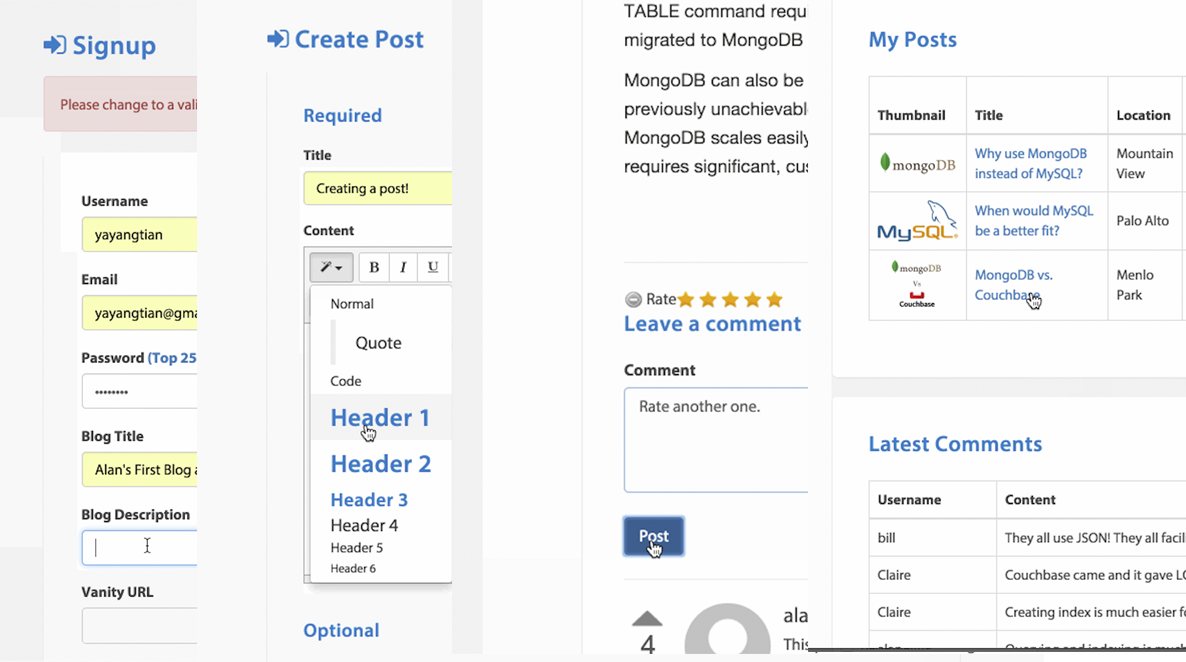 Signup
Please change to a vali
Username
yayangtian
Email
yayangtian@gma
Password (Top 25
••••••••
Blog Title
Alan's First Blog a
Blog Description
Vanity URL
Create Post
Required
Title
Creating a post!
Content
B I U
Normal
Quote
Code
Header 1
Header 2
Header 3
Header 4
Header 5
Header 6
Optional
TABLE command requ
migrated to MongoDB
MongoDB can also be
previously unachievabl
MongoDB scales easily
requires significant, cus
Rate
Leave a comment
Comment
Rate another one.
Post
4
ala
This
My Posts
Thumbnail Title Location
mongoDB
Why use MongoDB
instead of MySQL?
Mountain
View
MySQL
When would MySQL
be a better fit?
Palo Alto
mongoDB
Vs
Couchbase
MongoDB vs.
Couchbase
Menlo
Park
Latest Comments
Username Content
bill They all use JSON! They all facil
Claire Couchbase came and it gave LO
Claire Creating index is much easier f